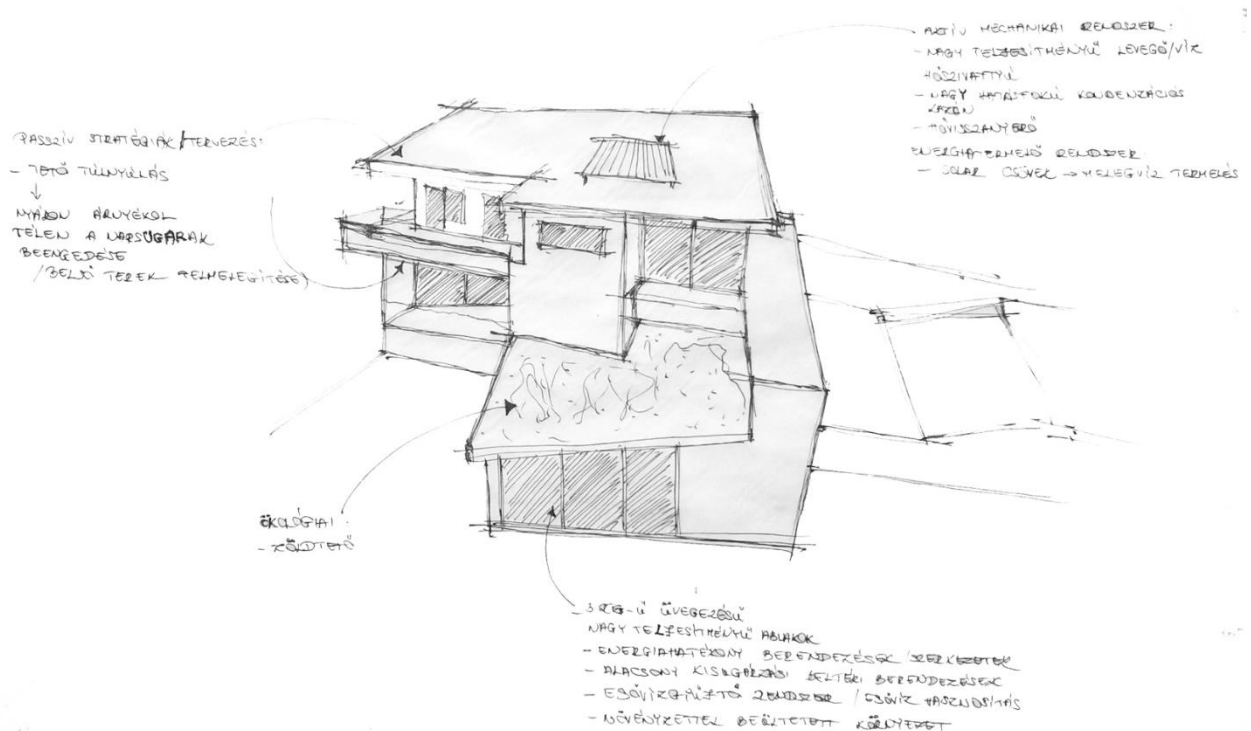 PASSZÍV STRATÉGIÁK/TERVEZÉS:
- TETŐ TÚLNYÚLÁS
↓
NYÁRON ÁRNYÉKOL
TÉLEN A NAPSUGARAK
BEENGEDÉSE
/BELSŐ TEREK FELMELEGÍTÉSE)
AKTÍV MECHANIKAI RENDSZER:
- NAGY TELJESÍTMÉNYŰ LEVEGŐ/VÍZ
HŐSZIVATTYÚ
- NAGY HATÁSFOKÚ KONDENZÁCIÓS
KAZÁN
- HŐVISSZANYERŐ
ENERGIATERMELŐ RENDSZER
- SOLAR CSÖVEK → MELEGVÍZ TERMELÉS
ÖKOLÓGIAI:
- ZÖLDTETŐ
- 3 RÉG-Ű ÜVEGEZÉSŰ
NAGY TELJESÍTMÉNYŰ ABLAKOK
- ENERGIAHATÉKONY BERENDEZÉSEK/SZERKEZETEK
- ALACSONY KISUGÁRZÁSÚ BELTÉRI BERENDEZÉSEK
- ESŐVÍZGYŰJTŐ RENDSZER / ESŐVÍZ HASZNOSÍTÁS
- NÖVÉNYZETTEL BEÜLTETETT KÖRNYEZET